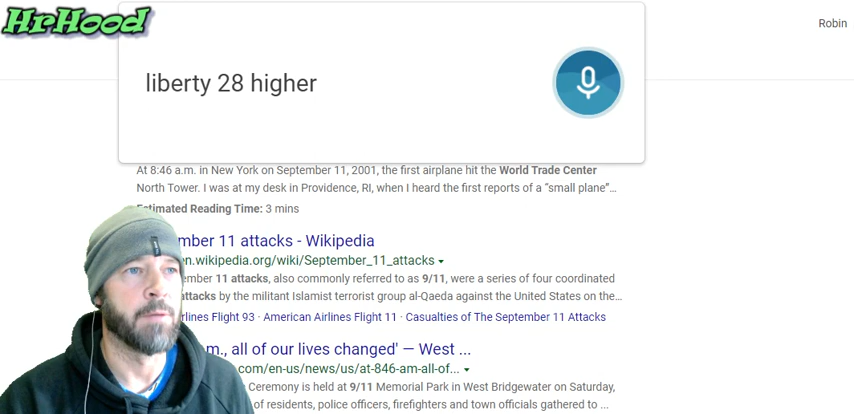 HrHood
Robin
liberty 28 higher
At 8:46 a.m. in New York on September 11, 2001, the first airplane hit the World Trade Center
North Tower. I was at my desk in Providence, RI, when I heard the first reports of a “small plane”...
Estimated Reading Time: 3 mins
mber 11 attacks - Wikipedia
en.wikipedia.org/wiki/September_11_attacks
ember 11 attacks, also commonly referred to as 9/11, were a series of four coordinated
attacks by the militant Islamist terrorist group al-Qaeda against the United States on the...
rlines Flight 93 · American Airlines Flight 11 · Casualties of The September 11 Attacks
m., all of our lives changed' — West ...
com/en-us/news/us/at-846-am-all-of...
Ceremony is held at 9/11 Memorial Park in West Bridgewater on Saturday,
of residents, police officers, firefighters and town officials gathered to ...